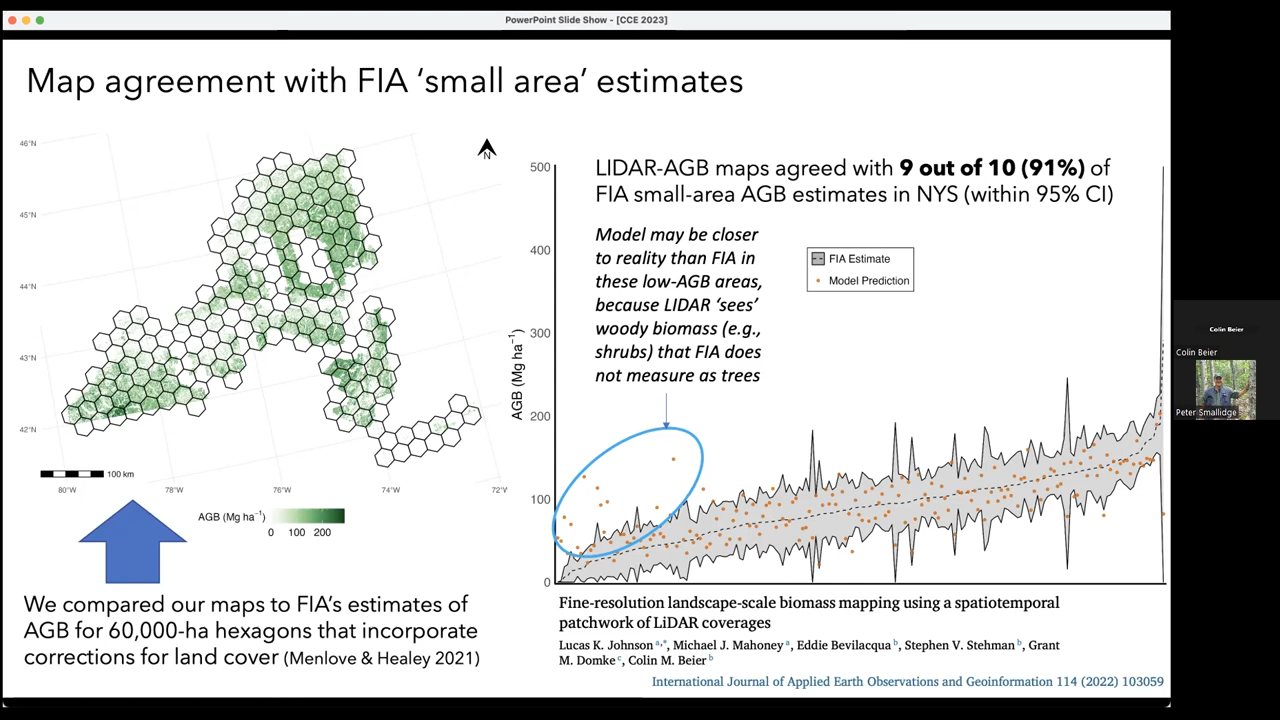 PowerPoint Slide Show - [CCE 2023]
Map agreement with FIA ‘small area’ estimates
46°N
45°N
44°N
43°N
42°N
N
100 km
80°W
78°W
76°W
74°W
72°W
AGB (Mg ha⁻¹)
0 100 200
We compared our maps to FIA’s estimates of
AGB for 60,000-ha hexagons that incorporate
corrections for land cover (Menlove & Healey 2021)
LIDAR-AGB maps agreed with 9 out of 10 (91%) of
FIA small-area AGB estimates in NYS (within 95% CI)
Model may be closer
to reality than FIA in
these low-AGB areas,
because LIDAR ‘sees’
woody biomass (e.g.,
shrubs) that FIA does
not measure as trees
FIA Estimate
Model Prediction
500
400
300
200
100
0
AGB (Mg ha⁻¹)
Fine-resolution landscape-scale biomass mapping using a spatiotemporal
patchwork of LiDAR coverages
Lucas K. Johnson a,*, Michael J. Mahoney a, Eddie Bevilacqua b, Stephen V. Stehman b, Grant
M. Domke c, Colin M. Beier b
International Journal of Applied Earth Observations and Geoinformation 114 (2022) 103059
Colin Beier
Colin Beier
Peter Smallidge